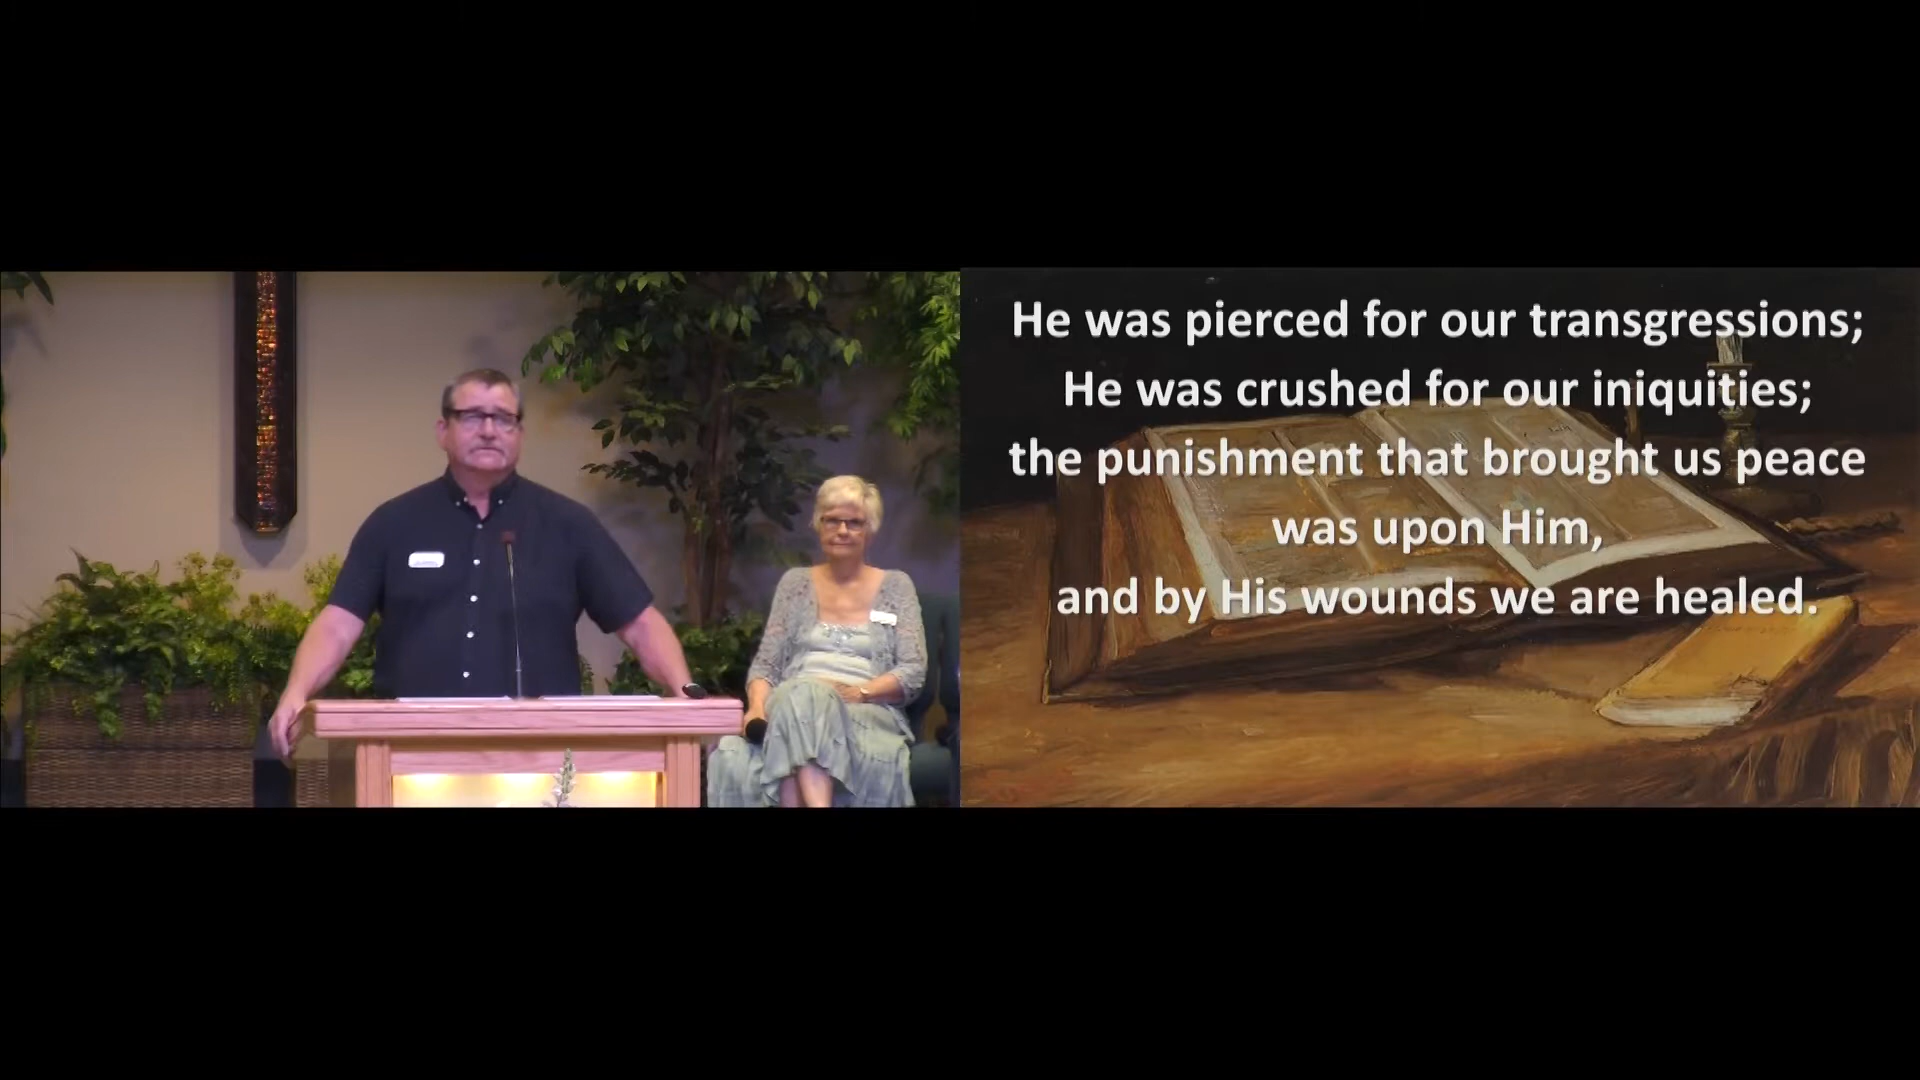 He was pierced for our transgressions;
He was crushed for our iniquities;
the punishment that brought us peace
was upon Him,
and by His wounds we are healed.